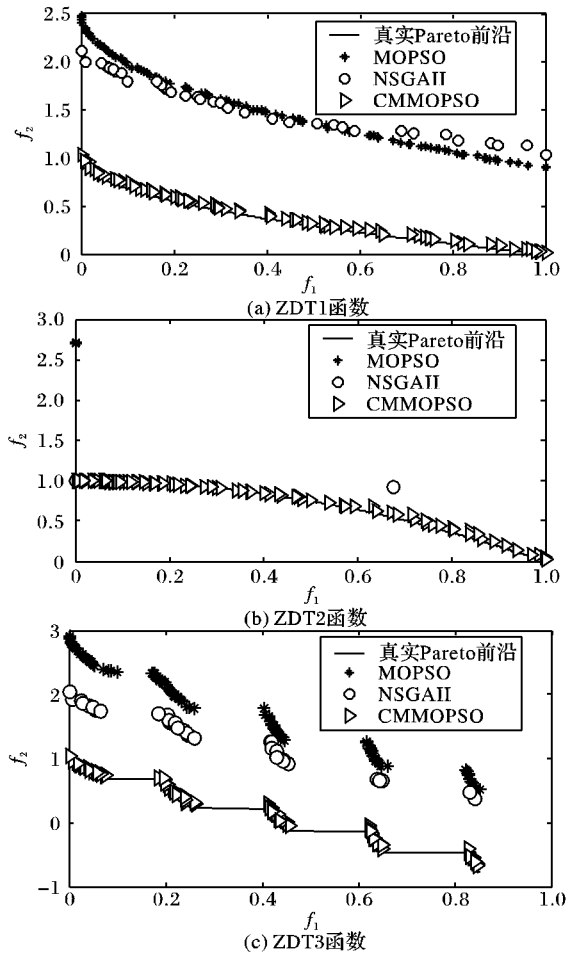 2.5
2.0
1.5
1.0
0.5
0
f₂
真实Pareto前沿
MOPSO
NSGAII
CMMOPSO
0 0.2 0.4 0.6 0.8 1.0
f₁
(a) ZDT1函数
3.0
2.5
2.0
1.5
1.0
0.5
0
f₂
真实Pareto前沿
MOPSO
NSGAII
CMMOPSO
0 0.2 0.4 0.6 0.8 1.0
f₁
(b) ZDT2函数
3
2
1
0
-1
f₂
真实Pareto前沿
MOPSO
NSGAII
CMMOPSO
0 0.2 0.4 0.6 0.8 1.0
f₁
(c) ZDT3函数